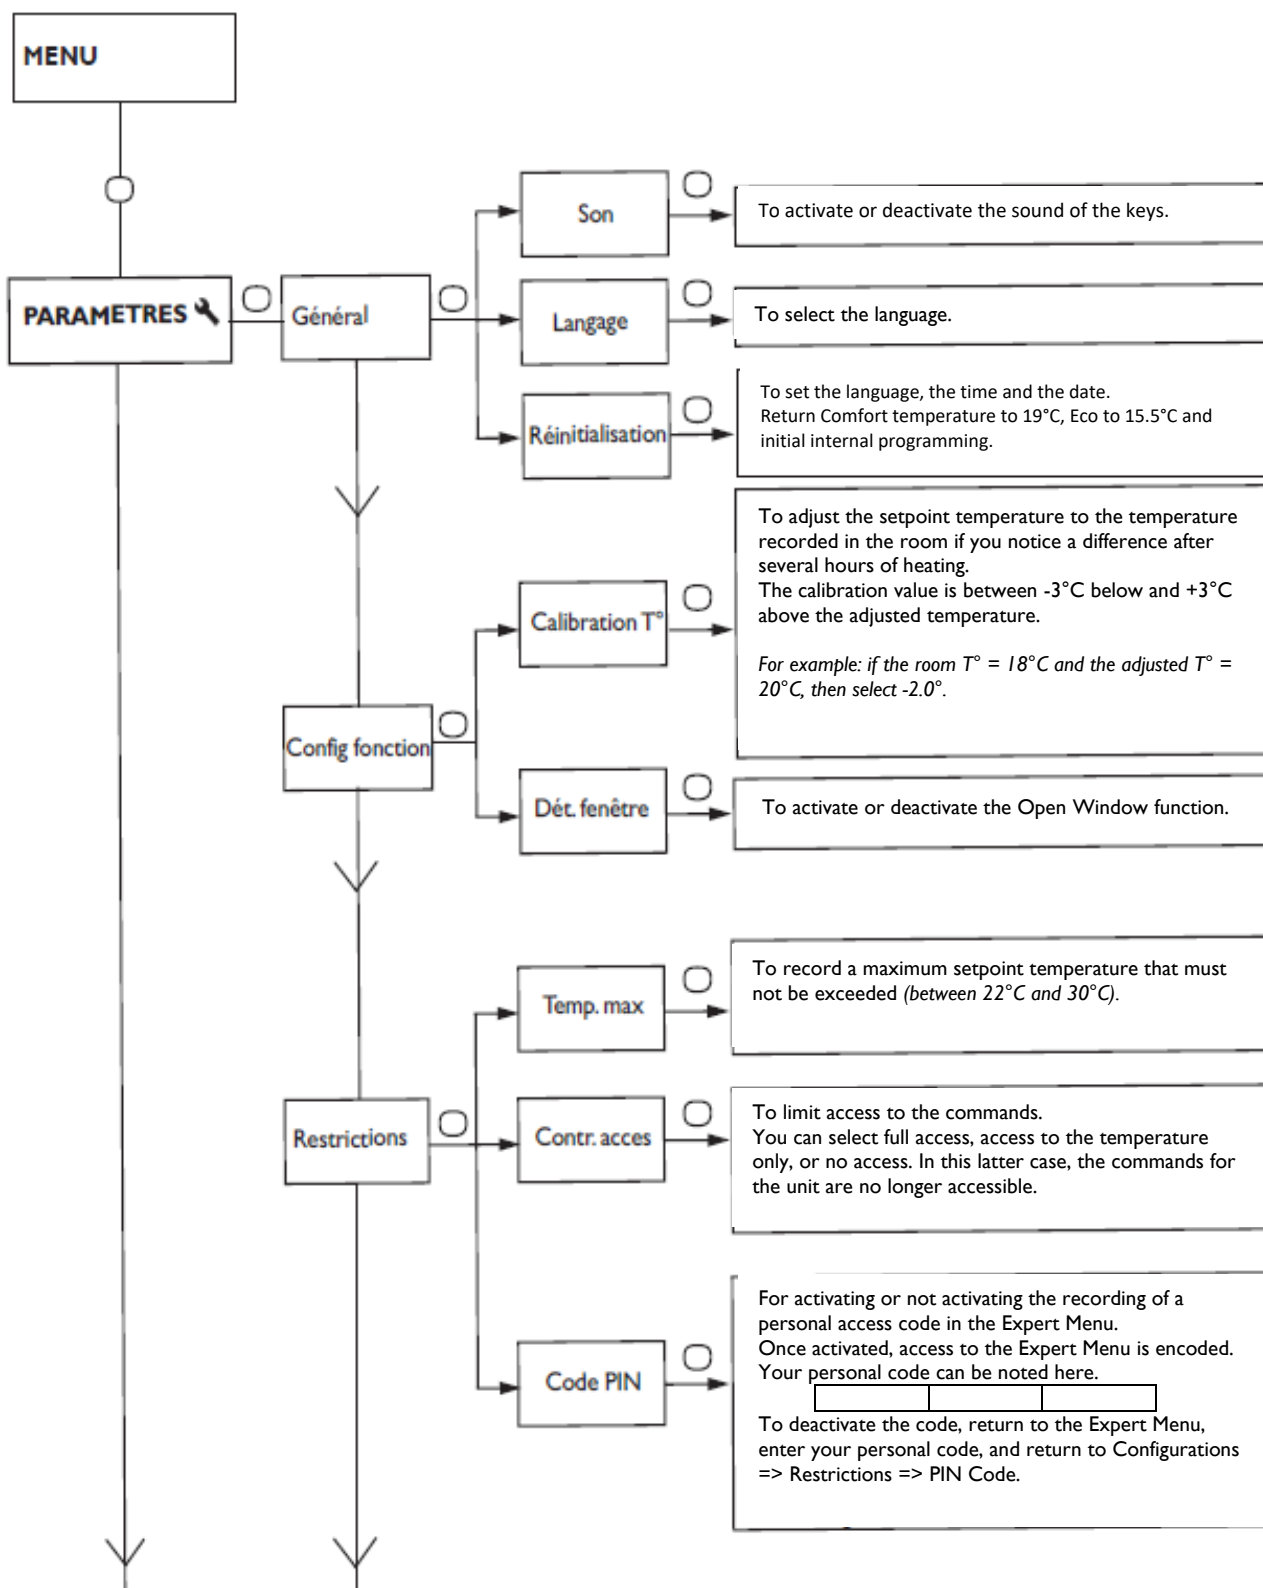 MENU
Son
To activate or deactivate the sound of the keys.
PARAMETRES
Général
Langage
To select the language.
Réinitialisation
To set the language, the time and the date.
Return Comfort temperature to 19°C, Eco to 15.5°C and
initial internal programming.
Config fonction
Calibration T°
To adjust the setpoint temperature to the temperature
recorded in the room if you notice a difference after
several hours of heating.
The calibration value is between -3°C below and +3°C
above the adjusted temperature.
For example: if the room T° = 18°C and the adjusted T° =
20°C, then select -2.0°.
Dét. fenêtre
To activate or deactivate the Open Window function.
Restrictions
Temp. max
To record a maximum setpoint temperature that must
not be exceeded (between 22°C and 30°C).
Contr. acces
To limit access to the commands.
You can select full access, access to the temperature
only, or no access. In this latter case, the commands for
the unit are no longer accessible.
Code PIN
For activating or not activating the recording of a
personal access code in the Expert Menu.
Once activated, access to the Expert Menu is encoded.
Your personal code can be noted here.
To deactivate the code, return to the Expert Menu,
enter your personal code, and return to Configurations
=> Restrictions => PIN Code.